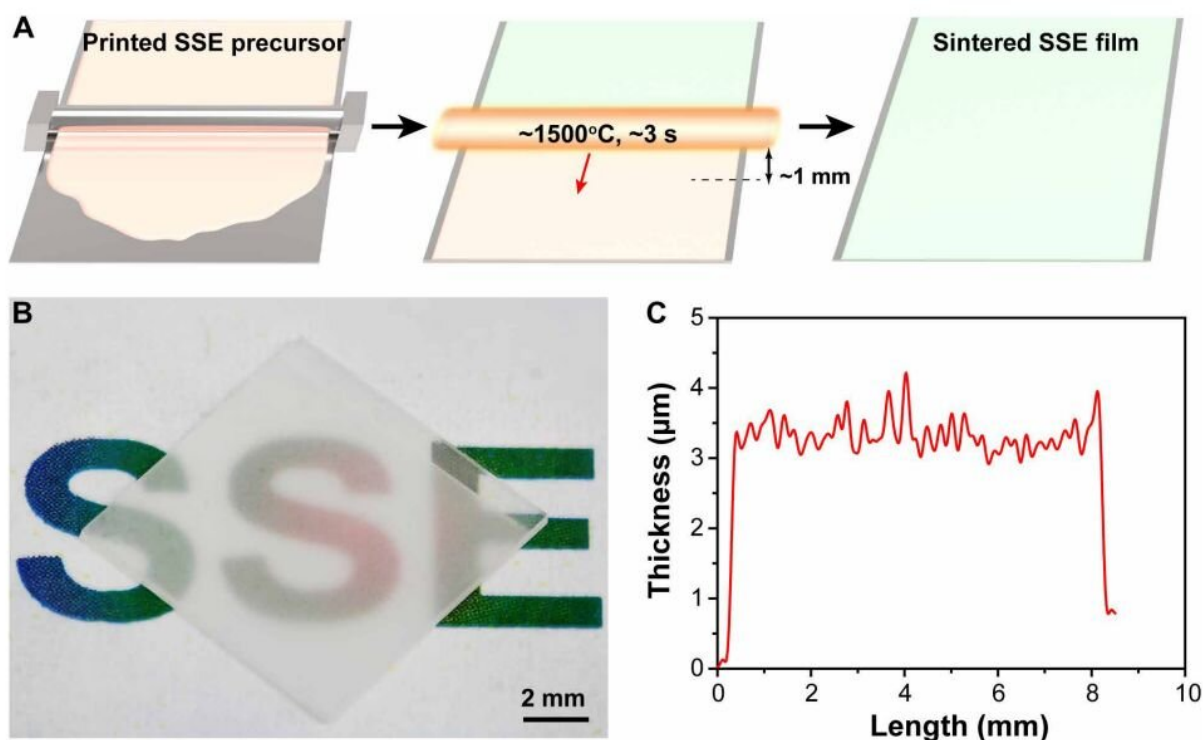 A
Printed SSE precursor
~1500°C, ~3 s
~1 mm
Sintered SSE film
B
SSE
2 mm
C
5
4
3
2
1
0
0 2 4 6 8 10
Thickness (μm)
Length (mm)